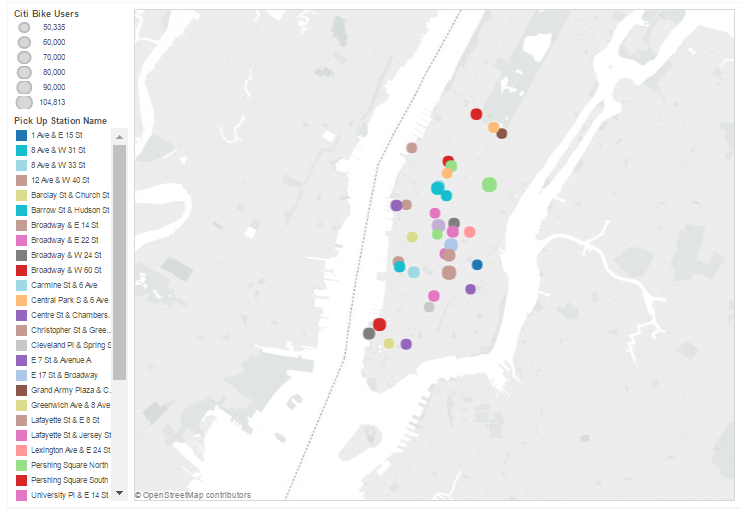 Citi Bike Users
50,335
60,000
70,000
80,000
90,000
104,813
Pick Up Station Name
1 Ave & E 15 St
8 Ave & W 31 St
8 Ave & W 33 St
12 Ave & W 40 St
Barclay St & Church St
Barrow St & Hudson St
Broadway & E 14 St
Broadway & E 22 St
Broadway & W 24 St
Broadway & W 60 St
Carmine St & 6 Ave
Central Park S & 6 Ave
Centre St & Chambers..
Christopher St & Gree..
Cleveland Pl & Spring S
E 7 St & Avenue A
E 17 St & Broadway
Grand Army Plaza & C..
Greenwich Ave & 8 Ave
Lafayette St & E 8 St
Lafayette St & Jersey St
Lexington Ave & E 24 St
Pershing Square North
Pershing Square South
University Pl & E 14 St
© OpenStreetMap contributors